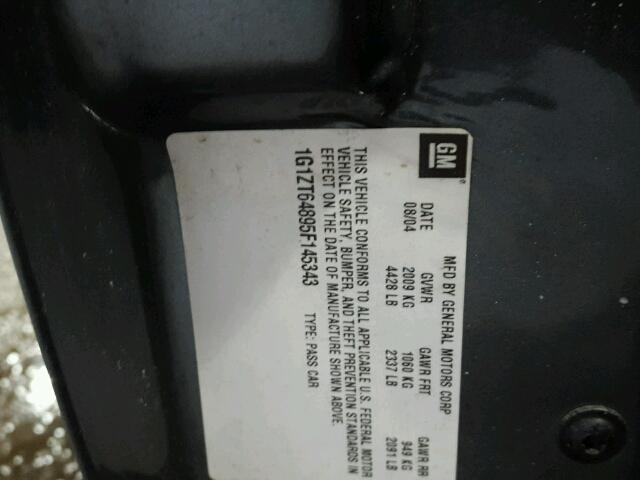 GM
MFD BY GENERAL MOTORS CORP
DATE GVWR GAWR FRT GAWR RR
08/04 2009 KG 1060 KG 949 KG
4428 LB 2337 LB 2091 LB
THIS VEHICLE CONFORMS TO ALL APPLICABLE U.S. FEDERAL MOTOR
VEHICLE SAFETY, BUMPER, AND THEFT PREVENTION STANDARDS IN
EFFECT ON THE DATE OF MANUFACTURE SHOWN ABOVE.
1G1ZT64895F145343 TYPE: PASS CAR